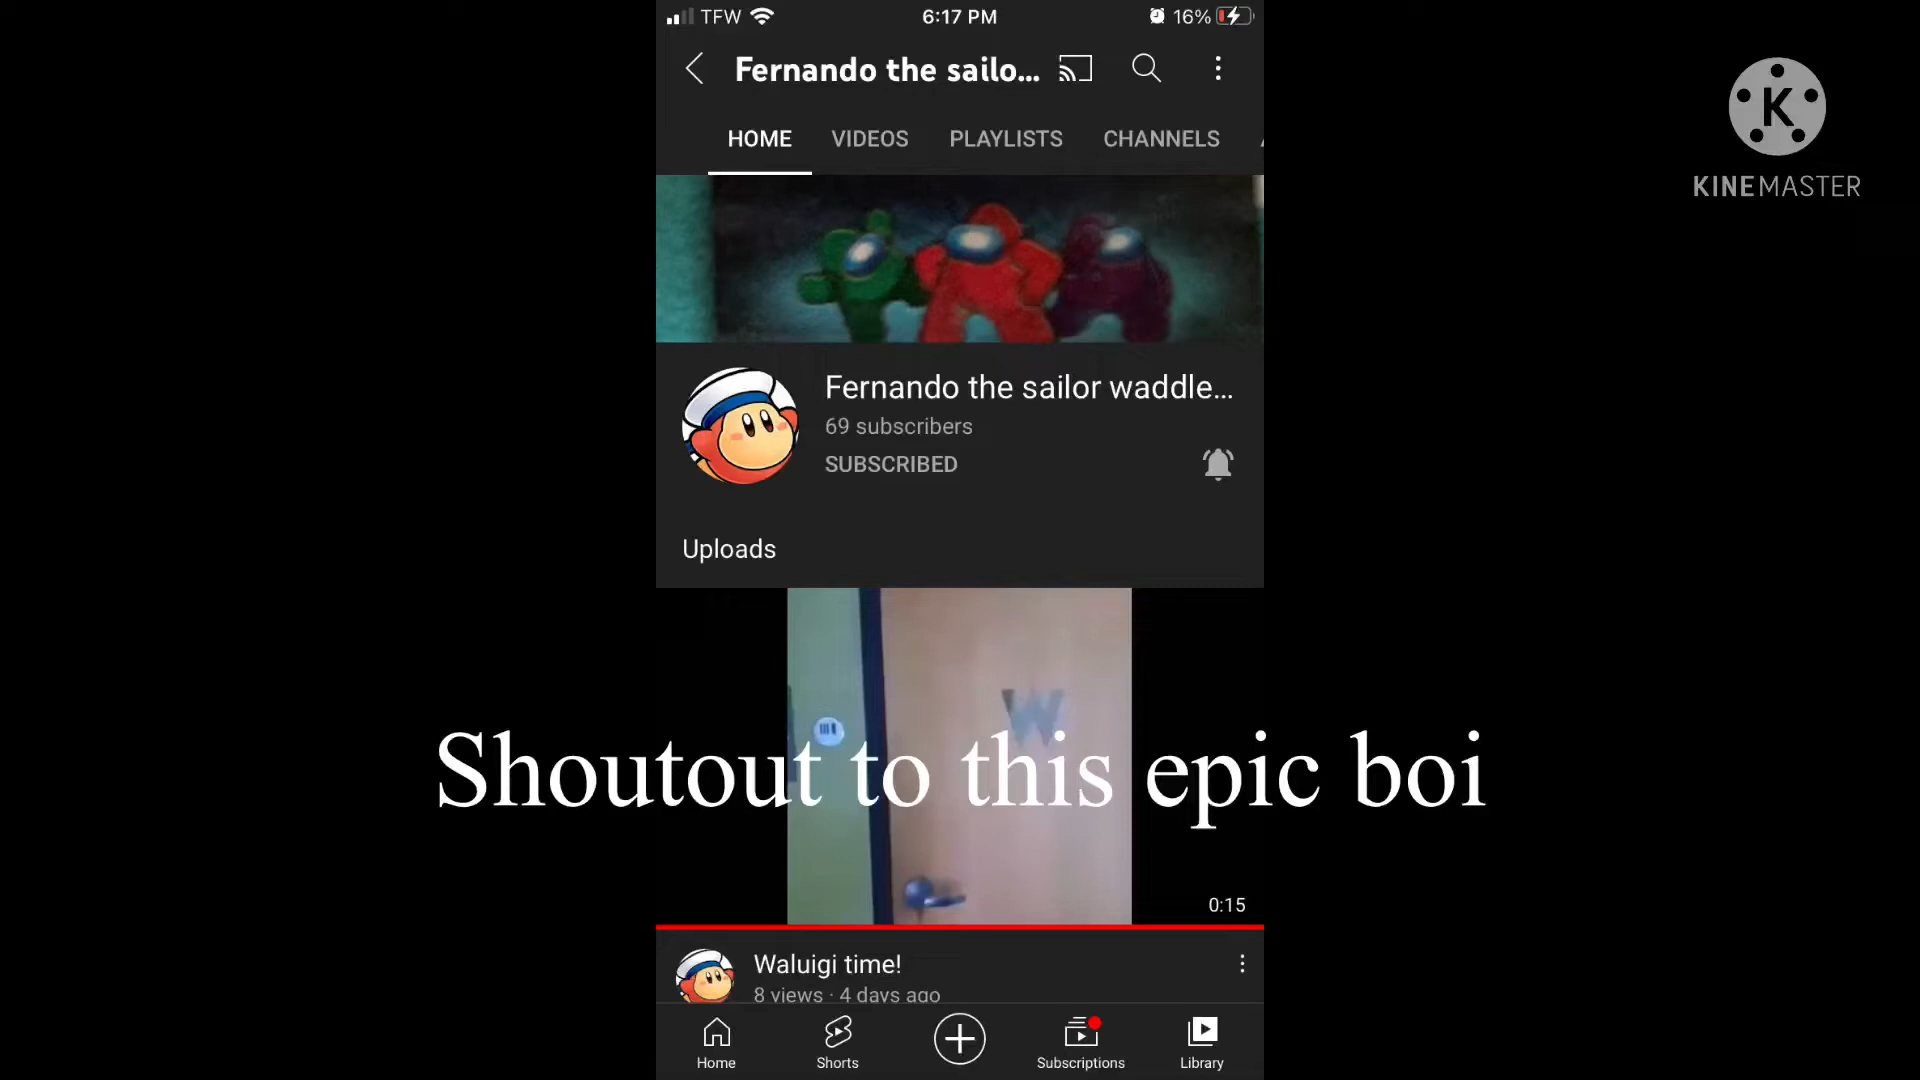 TFW 6:17 PM 16%
Fernando the sailo...
HOME VIDEOS PLAYLISTS CHANNELS
K
KINEMASTER
Fernando the sailor waddle...
69 subscribers
SUBSCRIBED
Uploads
W
Shoutout to this epic boi
0:15
Waluigi time!
8 views · 4 days ago
Home Shorts Subscriptions Library